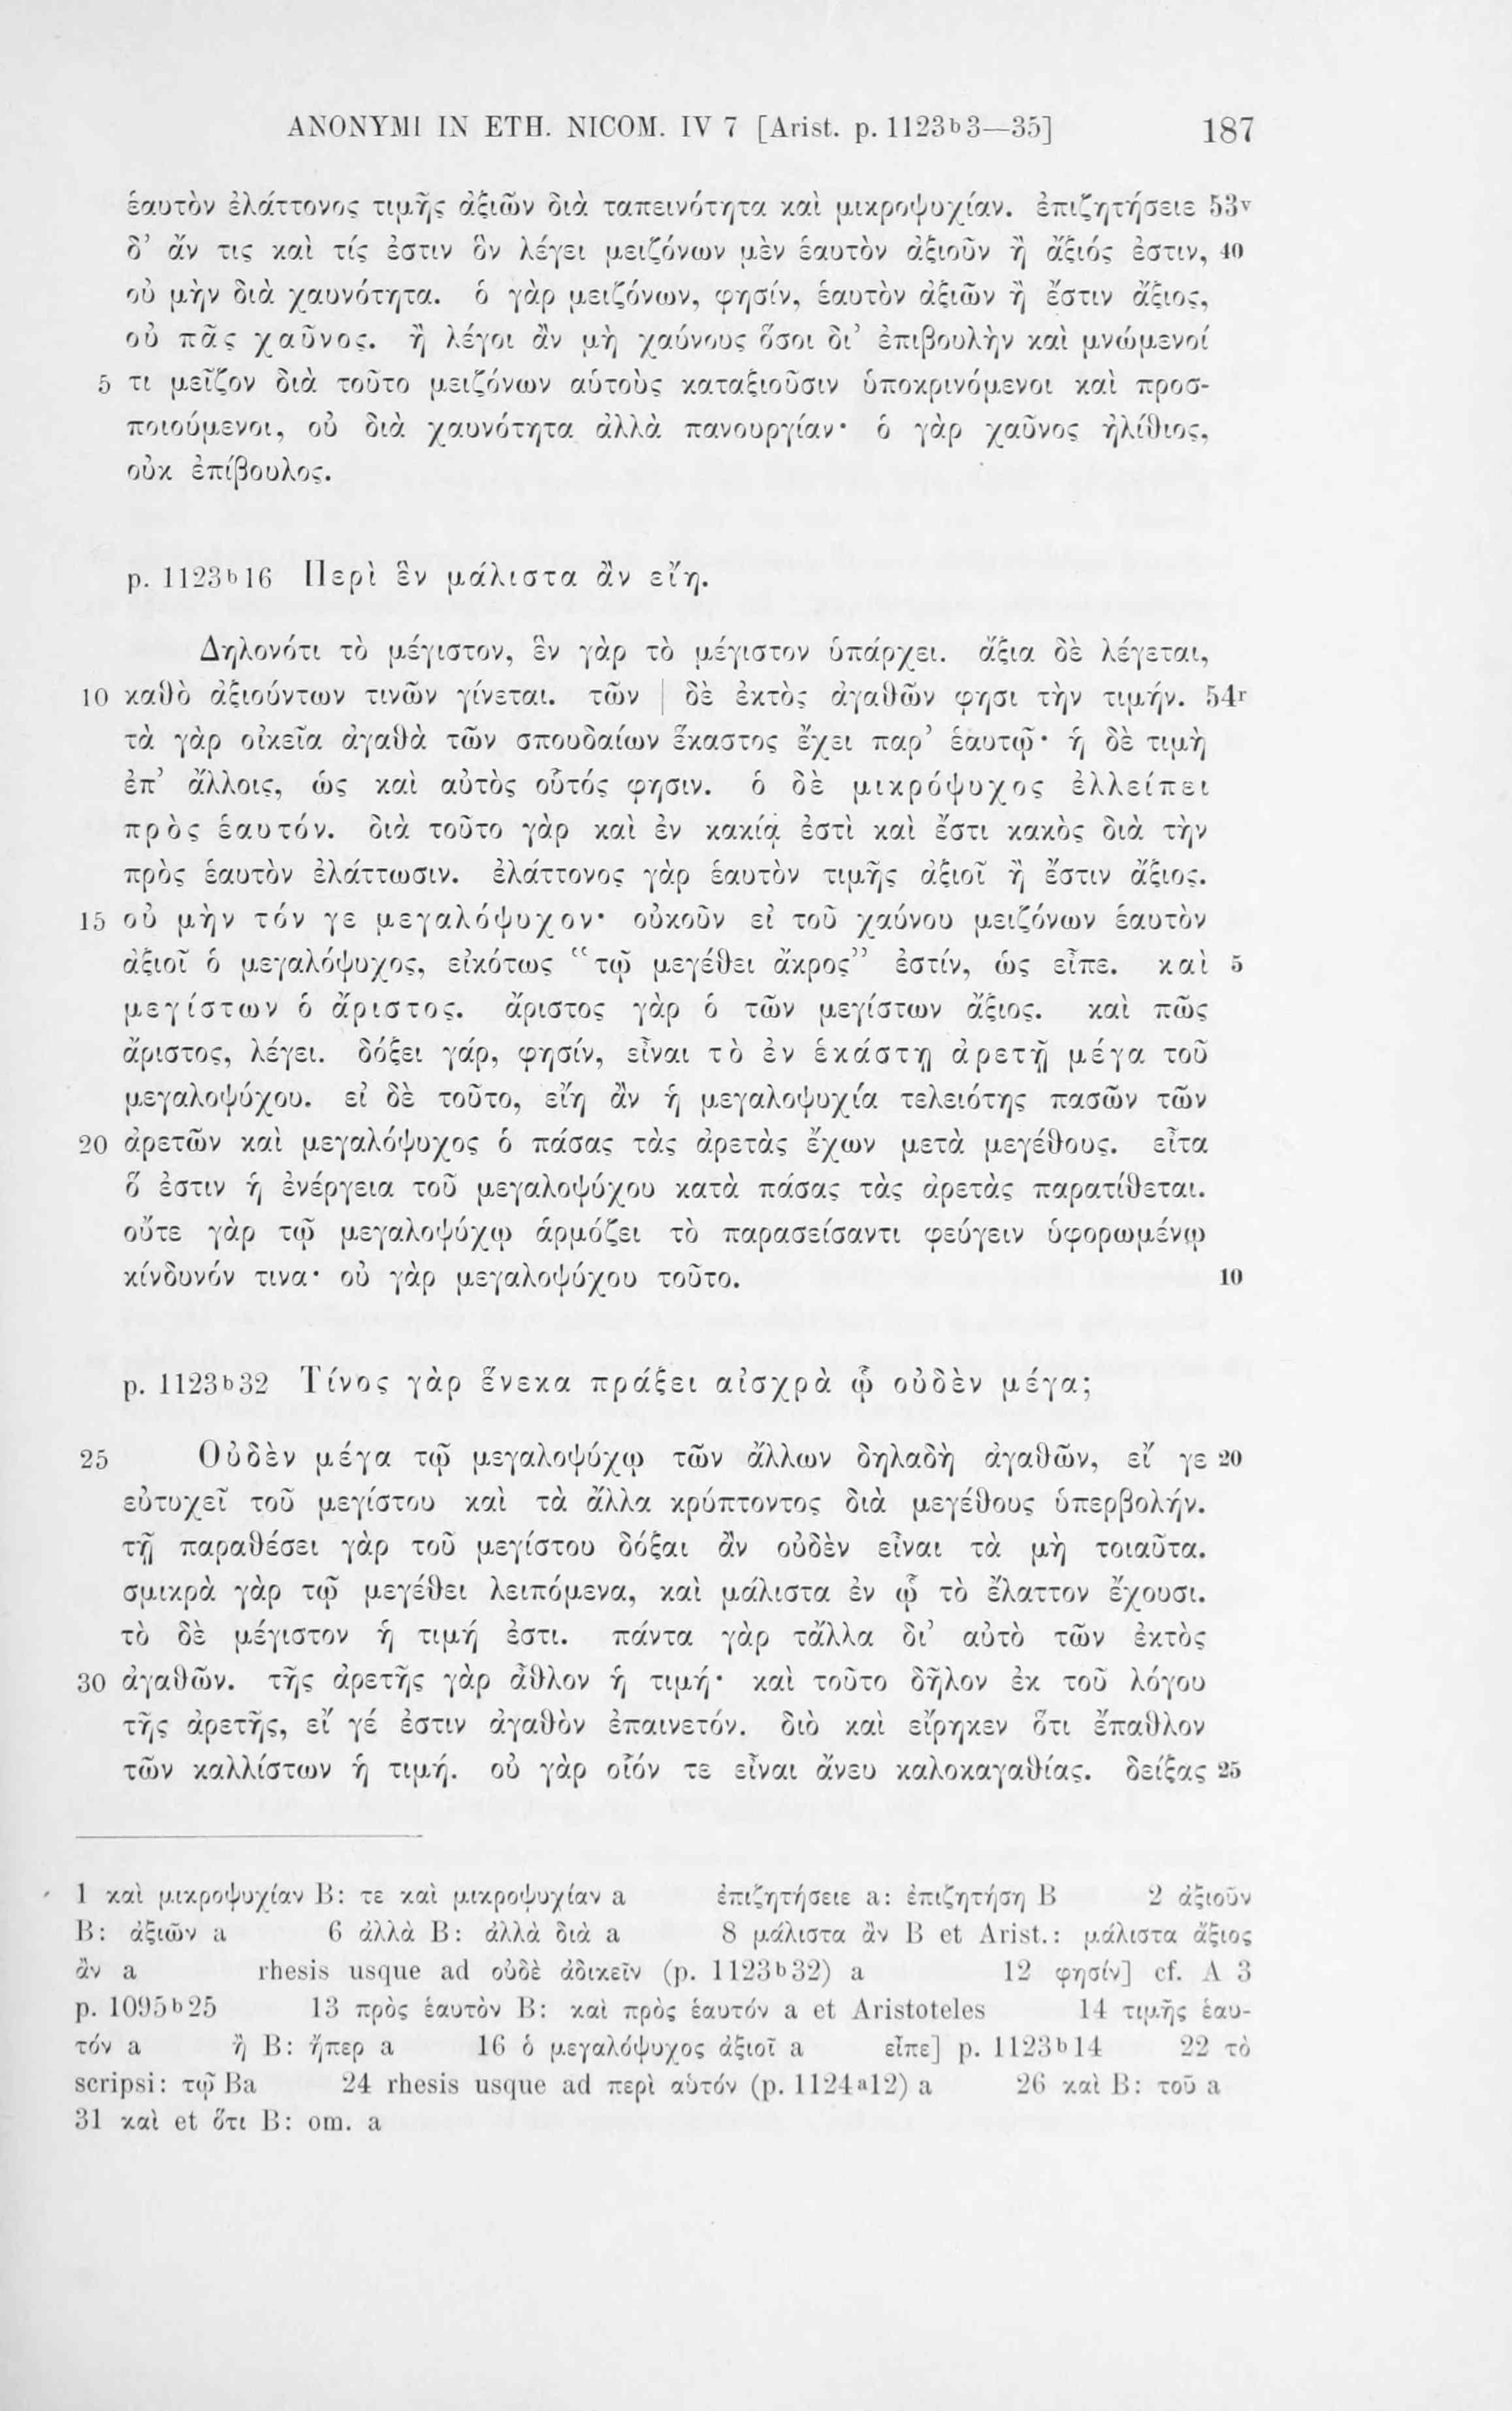 ANONYMI IN ETH. NICOM. IV 7 [Arist. p. 1123ᵇ3—35] 187
ἑαυτὸν ἐλάττονος τιμῆς ἀξιῶν διὰ ταπεινότητα καὶ μικροψυχίαν. ἐπιζητήσειε 53ᵛ
δ’ ἄν τις καὶ τίς ἐστιν ὃν λέγει μειζόνων μὲν ἑαυτὸν ἀξιοῦν ἢ ἄξιός ἐστιν, 40
οὐ μὴν διὰ χαυνότητα. ὁ γὰρ μειζόνων, φησίν, ἑαυτὸν ἀξιῶν ἢ ἔστιν ἄξιος,
οὐ πᾶς χαῦνος. ἢ λέγοι ἂν μὴ χαύνους ὅσοι δι’ ἐπιβουλὴν καὶ μνώμενοί
5 τι μεῖζον διὰ τοῦτο μειζόνων αὑτοὺς καταξιοῦσιν ὑποκρινόμενοι καὶ προσ-
ποιούμενοι, οὐ διὰ χαυνότητα ἀλλὰ πανουργίαν· ὁ γὰρ χαῦνος ἠλίθιος,
οὐκ ἐπίβουλος.
p. 1123ᵇ16 Περὶ ἓν μάλιστα ἂν εἴη.
Δηλονότι τὸ μέγιστον, ἓν γὰρ τὸ μέγιστον ὑπάρχει. ἄξια δὲ λέγεται,
10 καθὸ ἀξιούντων τινῶν γίνεται. τῶν | δὲ ἐκτὸς ἀγαθῶν φησι τὴν τιμήν. 54ʳ
τὰ γὰρ οἰκεῖα ἀγαθὰ τῶν σπουδαίων ἕκαστος ἔχει παρ’ ἑαυτῷ· ἡ δὲ τιμὴ
ἐπ’ ἄλλοις, ὡς καὶ αὐτὸς οὗτός φησιν. ὁ δὲ μικρόψυχος ἐλλείπει
πρὸς ἑαυτόν. διὰ τοῦτο γὰρ καὶ ἐν κακίᾳ ἐστὶ καὶ ἔστι κακὸς διὰ τὴν
πρὸς ἑαυτὸν ἐλάττωσιν. ἐλάττονος γὰρ ἑαυτὸν τιμῆς ἀξιοῖ ἢ ἔστιν ἄξιος.
15 οὐ μὴν τόν γε μεγαλόψυχον· οὐκοῦν εἰ τοῦ χαύνου μειζόνων ἑαυτὸν
ἀξιοῖ ὁ μεγαλόψυχος, εἰκότως “τῷ μεγέθει ἄκρος” ἐστίν, ὡς εἶπε. καὶ 5
μεγίστων ὁ ἄριστος. ἄριστος γὰρ ὁ τῶν μεγίστων ἄξιος. καὶ πῶς
ἄριστος, λέγει. δόξει γάρ, φησίν, εἶναι τὸ ἐν ἑκάστῃ ἀρετῇ μέγα τοῦ
μεγαλοψύχου. εἰ δὲ τοῦτο, εἴη ἂν ἡ μεγαλοψυχία τελειότης πασῶν τῶν
20 ἀρετῶν καὶ μεγαλόψυχος ὁ πάσας τὰς ἀρετὰς ἔχων μετὰ μεγέθους. εἶτα
ὅ ἐστιν ἡ ἐνέργεια τοῦ μεγαλοψύχου κατὰ πάσας τὰς ἀρετὰς παρατίθεται.
οὔτε γὰρ τῷ μεγαλοψύχῳ ἁρμόζει τὸ παρασείσαντι φεύγειν ὑφορωμένῳ
κίνδυνόν τινα· οὐ γὰρ μεγαλοψύχου τοῦτο. 10
p. 1123ᵇ32 Τίνος γὰρ ἕνεκα πράξει αἰσχρὰ ᾧ οὐδὲν μέγα;
25 Οὐδὲν μέγα τῷ μεγαλοψύχῳ τῶν ἄλλων δηλαδὴ ἀγαθῶν, εἴ γε 20
εὐτυχεῖ τοῦ μεγίστου καὶ τὰ ἄλλα κρύπτοντος διὰ μεγέθους ὑπερβολήν.
τῇ παραθέσει γὰρ τοῦ μεγίστου δόξαι ἂν οὐδὲν εἶναι τὰ μὴ τοιαῦτα.
σμικρὰ γὰρ τῷ μεγέθει λειπόμενα, καὶ μάλιστα ἐν ᾧ τὸ ἔλαττον ἔχουσι.
τὸ δὲ μέγιστον ἡ τιμή ἐστι. πάντα γὰρ τἄλλα δι’ αὐτὸ τῶν ἐκτὸς
30 ἀγαθῶν. τῆς ἀρετῆς γὰρ ἆθλον ἡ τιμή· καὶ τοῦτο δῆλον ἐκ τοῦ λόγου
τῆς ἀρετῆς, εἴ γέ ἐστιν ἀγαθὸν ἐπαινετόν. διὸ καὶ εἴρηκεν ὅτι ἔπαθλον
τῶν καλλίστων ἡ τιμή. οὐ γὰρ οἷόν τε εἶναι ἄνευ καλοκαγαθίας. δείξας 25
1 καὶ μικροψυχίαν B: τε καὶ μικροψυχίαν a ἐπιζητήσειε a: ἐπιζητήσῃ B 2 ἀξιοῦν
B: ἀξιῶν a 6 ἀλλὰ B: ἀλλὰ διὰ a 8 μάλιστα ἂν B et Arist.: μάλιστα ἄξιος
ἂν a rhesis usque ad οὐδὲ ἀδικεῖν (p. 1123ᵇ32) a 12 φησίν] cf. A 3
p. 1095ᵇ25 13 πρὸς ἑαυτὸν B: καὶ πρὸς ἑαυτόν a et Aristoteles 14 τιμῆς ἑαυ-
τόν a ἢ B: ἤπερ a 16 ὁ μεγαλόψυχος ἀξιοῖ a εἶπε] p. 1123ᵇ14 22 τὸ
scripsi: τῷ Ba 24 rhesis usque ad περὶ αὑτόν (p. 1124ᵃ12) a 26 καὶ B: τοῦ a
31 καὶ et ὅτι B: om. a